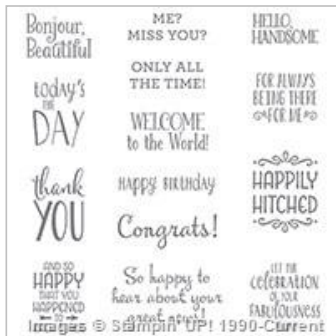 Bonjour,
Beautiful
ME?
MISS YOU?
ONLY ALL
THE TIME!
HELLO,
HANDSOME
today's
THE
DAY
WELCOME
to the World!
FOR ALWAYS
BEING THERE
FOR ME
thank
YOU
HAPPY BIRTHDAY
Congrats!
HAPPILY
HITCHED
AND SO
HAPPY
THAT YOU
HAPPENED
TO
So happy to
hear about your
great news!
LET THE
CELEBRATION
OF YOUR
FABULOUSNESS
Images © Stampin' UP! 1990-Current